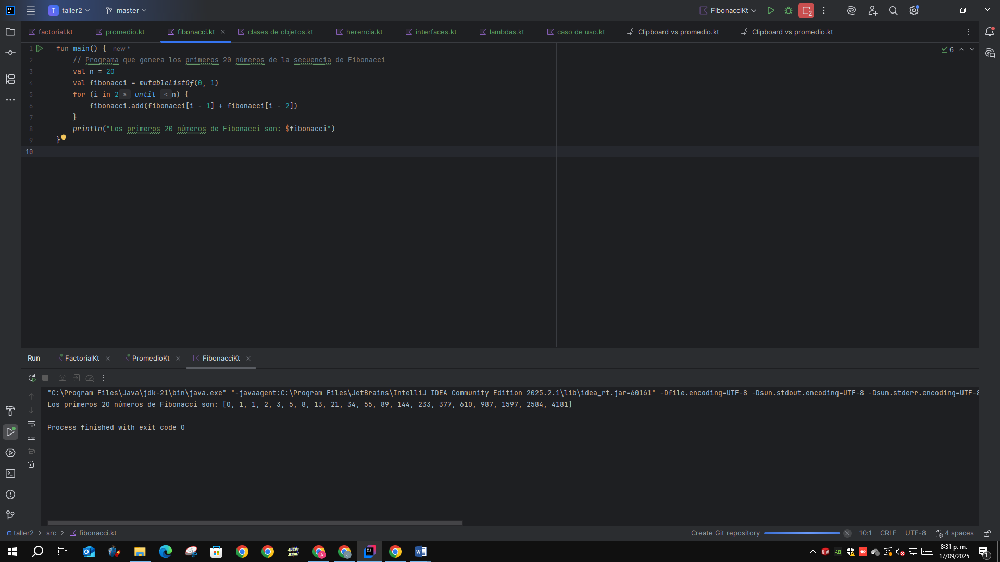 T taller2 master FibonacciKt 2
factorial.kt promedio.kt fibonacci.kt clases de objetos.kt herencia.kt interfaces.kt lambdas.kt caso de uso.kt Clipboard vs promedio.kt Clipboard vs promedio.kt
1 fun main() { new *
2 // Programa que genera los primeros 20 números de la secuencia de Fibonacci
3 val n = 20
4 val fibonacci = mutableListOf(0, 1)
5 for (i in 2 ≤ until < n) {
6 fibonacci.add(fibonacci[i - 1] + fibonacci[i - 2])
7 }
8 println("Los primeros 20 números de Fibonacci son: $fibonacci")
9 }
10
6
Run FactorialKt PromedioKt FibonacciKt
"C:\Program Files\Java\jdk-21\bin\java.exe" "-javaagent:C:\Program Files\JetBrains\IntelliJ IDEA Community Edition 2025.2.1\lib\idea_rt.jar=60161" -Dfile.encoding=UTF-8 -Dsun.stdout.encoding=UTF-8 -Dsun.stderr.encoding=UTF-8
Los primeros 20 números de Fibonacci son: [0, 1, 1, 2, 3, 5, 8, 13, 21, 34, 55, 89, 144, 233, 377, 610, 987, 1597, 2584, 4181]
Process finished with exit code 0
taller2 > src > fibonacci.kt Create Git repository 10:1 CRLF UTF-8 4 spaces
8:31 p. m.
17/09/2025
1